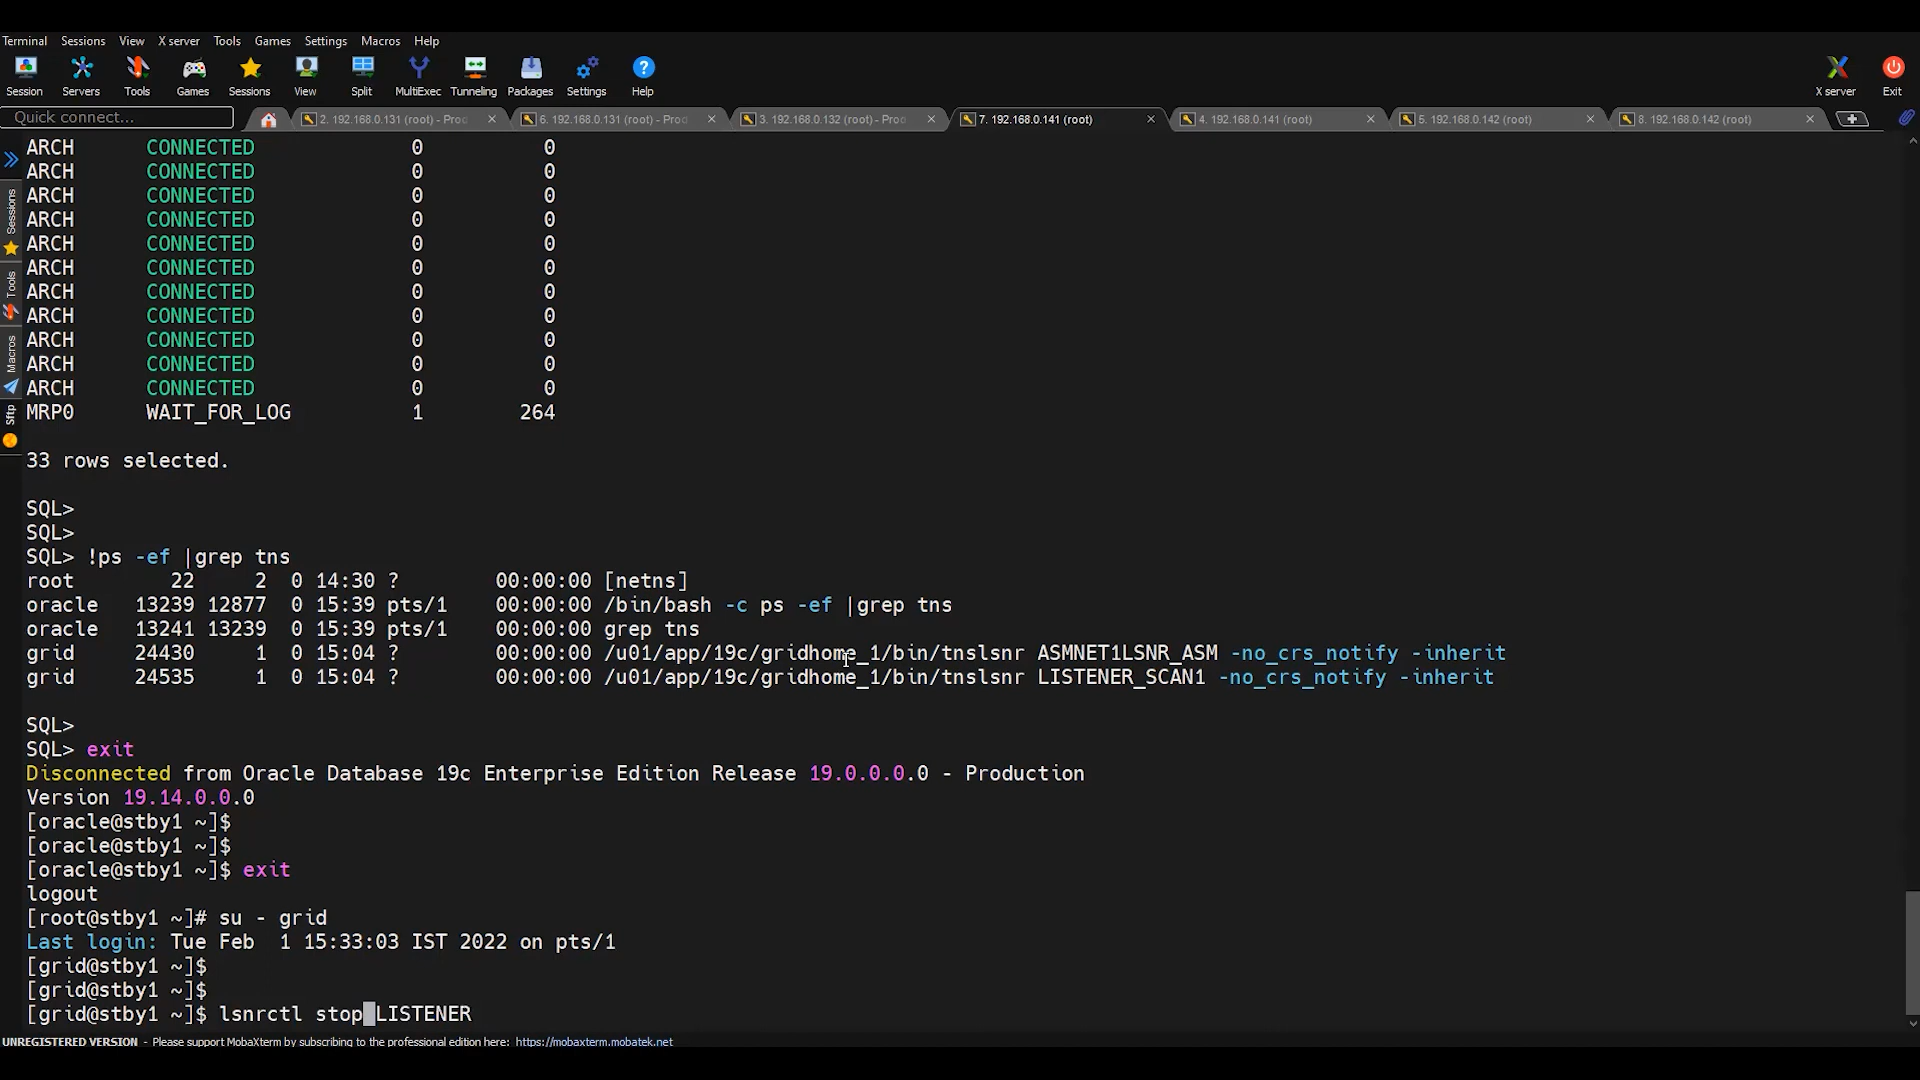 Terminal Sessions View X server Tools Games Settings Macros Help
Session Servers Tools Games Sessions View Split MultiExec Tunneling Packages Settings Help X server Exit
Quick connect... 2. 192.168.0.131 (root) - Proc 6. 192.168.0.131 (root) - Prod 3. 192.168.0.132 (root) - Prod 7. 192.168.0.141 (root) 4. 192.168.0.141 (root) 5. 192.168.0.142 (root) 8. 192.168.0.142 (root)
Sessions
Tools
Macros
Sftp
ARCH CONNECTED 0 0
ARCH CONNECTED 0 0
ARCH CONNECTED 0 0
ARCH CONNECTED 0 0
ARCH CONNECTED 0 0
ARCH CONNECTED 0 0
ARCH CONNECTED 0 0
ARCH CONNECTED 0 0
ARCH CONNECTED 0 0
ARCH CONNECTED 0 0
ARCH CONNECTED 0 0
MRP0 WAIT_FOR_LOG 1 264
33 rows selected.
SQL>
SQL>
SQL> !ps -ef |grep tns
root 22 2 0 14:30 ? 00:00:00 [netns]
oracle 13239 12877 0 15:39 pts/1 00:00:00 /bin/bash -c ps -ef |grep tns
oracle 13241 13239 0 15:39 pts/1 00:00:00 grep tns
grid 24430 1 0 15:04 ? 00:00:00 /u01/app/19c/gridhome_1/bin/tnslsnr ASMNET1LSNR_ASM -no_crs_notify -inherit
grid 24535 1 0 15:04 ? 00:00:00 /u01/app/19c/gridhome_1/bin/tnslsnr LISTENER_SCAN1 -no_crs_notify -inherit
SQL>
SQL> exit
Disconnected from Oracle Database 19c Enterprise Edition Release 19.0.0.0.0 - Production
Version 19.14.0.0.0
[oracle@stby1 ~]$
[oracle@stby1 ~]$
[oracle@stby1 ~]$ exit
logout
[root@stby1 ~]# su - grid
Last login: Tue Feb 1 15:33:03 IST 2022 on pts/1
[grid@stby1 ~]$
[grid@stby1 ~]$
[grid@stby1 ~]$ lsnrctl stop LISTENER
UNREGISTERED VERSION - Please support MobaXterm by subscribing to the professional edition here: https://mobaxterm.mobatek.net